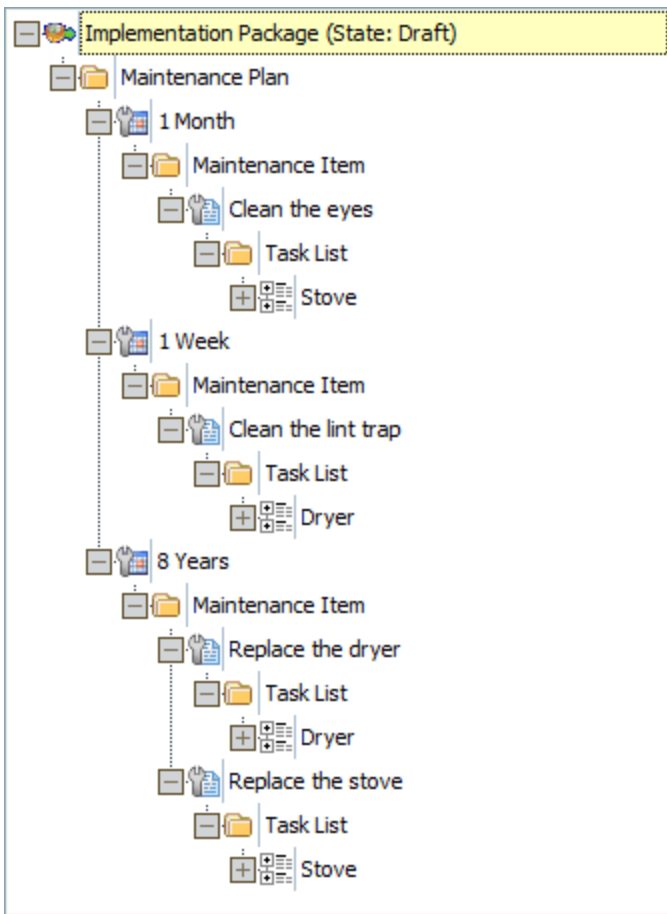 Implementation Package (State: Draft)
Maintenance Plan
1 Month
Maintenance Item
Clean the eyes
Task List
Stove
1 Week
Maintenance Item
Clean the lint trap
Task List
Dryer
8 Years
Maintenance Item
Replace the dryer
Task List
Dryer
Replace the stove
Task List
Stove